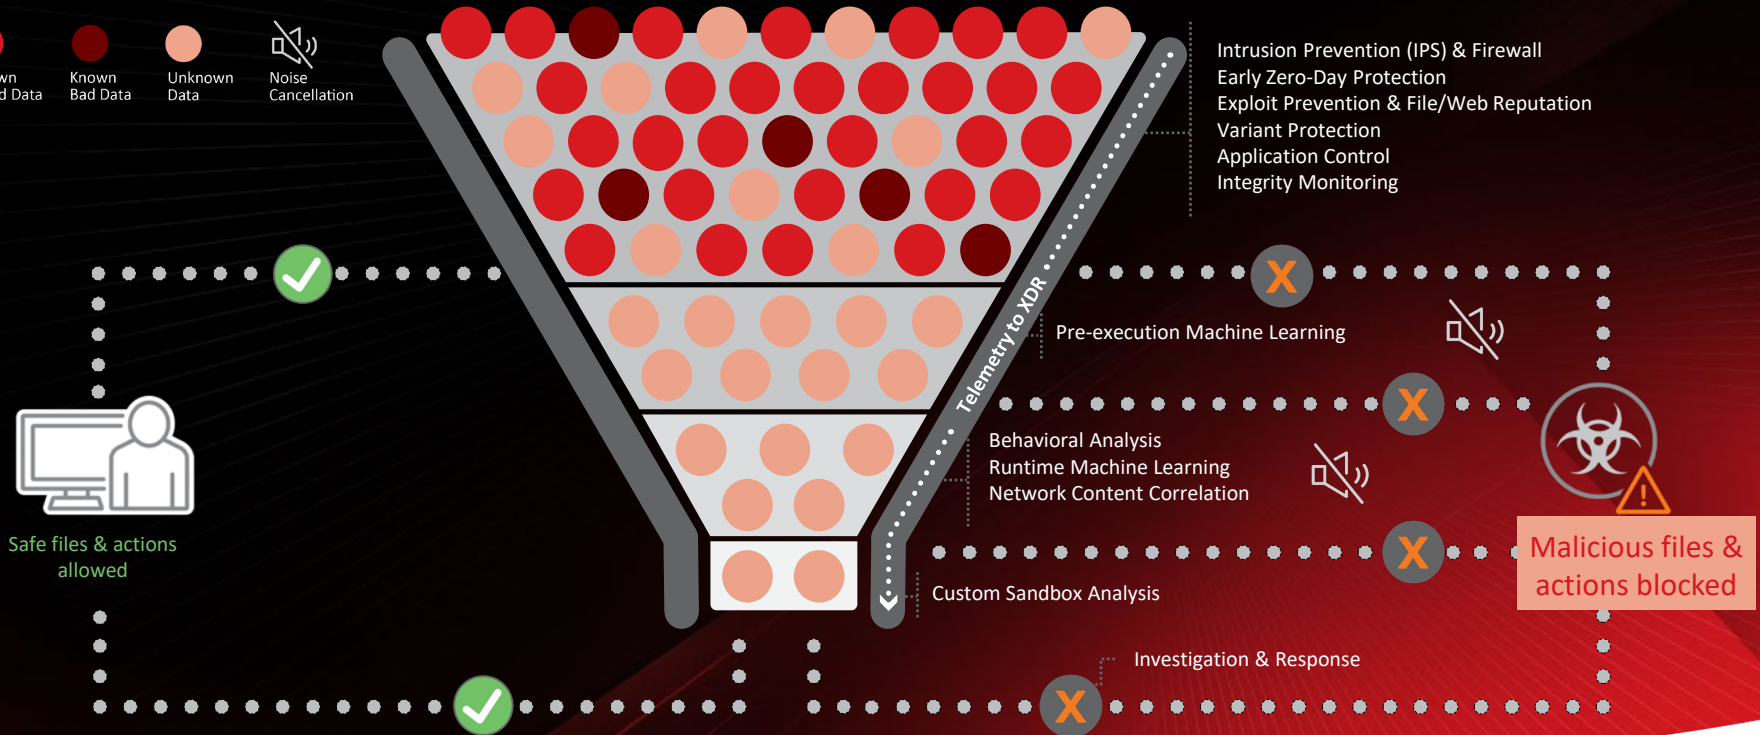 wn
d Data
Known
Bad Data
Unknown
Data
Noise
Cancellation
Intrusion Prevention (IPS) & Firewall
Early Zero-Day Protection
Exploit Prevention & File/Web Reputation
Variant Protection
Application Control
Integrity Monitoring
X
Telemetry to XDR
Pre-execution Machine Learning
X
Behavioral Analysis
Runtime Machine Learning
Network Content Correlation
Safe files & actions
allowed
X
Malicious files &
actions blocked
Custom Sandbox Analysis
Investigation & Response
X